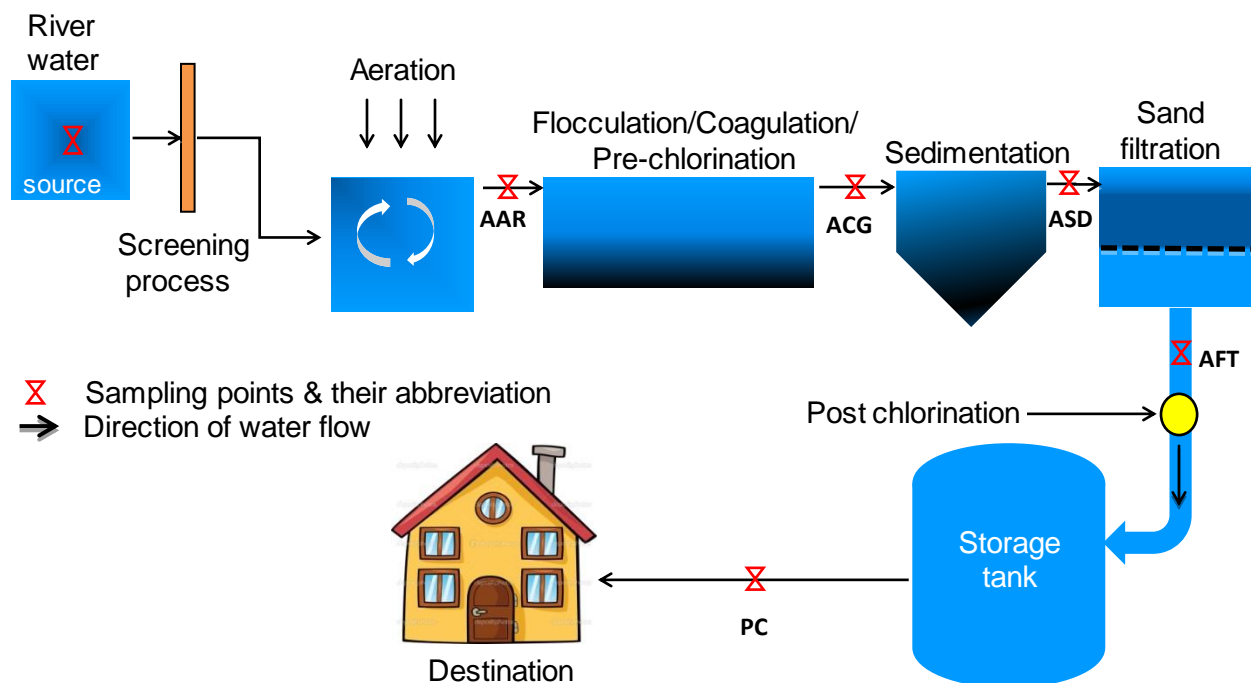 River
water
source
Screening
process
Aeration
AAR
Flocculation/Coagulation/
Pre-chlorination
ACG
Sedimentation
ASD
Sand
filtration
AFT
Post chlorination
Sampling points & their abbreviation
Direction of water flow
Storage
tank
PC
Destination